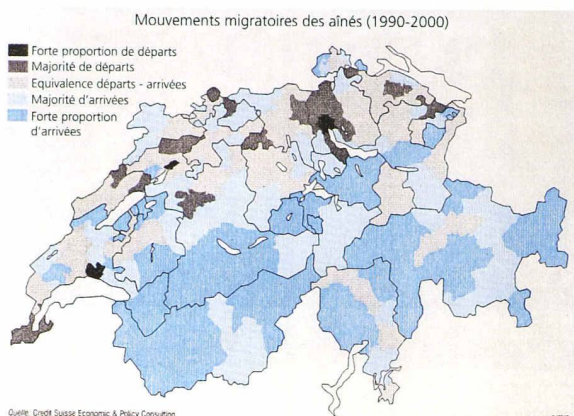 Mouvements migratoires des aînés (1990-2000)
Forte proportion de départs
Majorité de départs
Equivalence départs - arrivées
Majorité d'arrivées
Forte proportion
d'arrivées
Quelle: Credit Suisse Economic & Policy Consulting